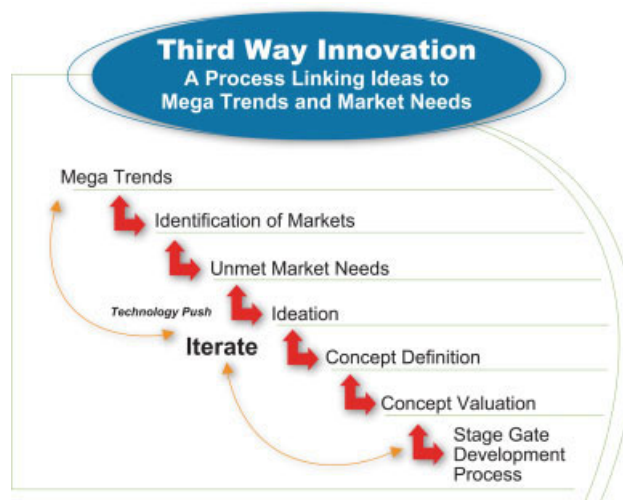 Third Way Innovation
A Process Linking Ideas to
Mega Trends and Market Needs
Mega Trends
Identification of Markets
Unmet Market Needs
Technology Push
Ideation
Iterate
Concept Definition
Concept Valuation
Stage Gate
Development
Process